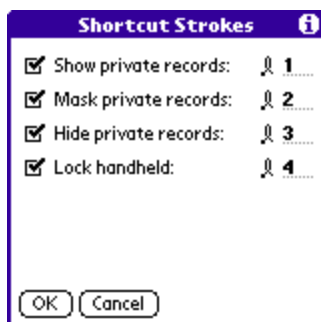 Shortcut Strokes
Show private records: 1
Mask private records: 2
Hide private records: 3
Lock handheld: 4
OK Cancel